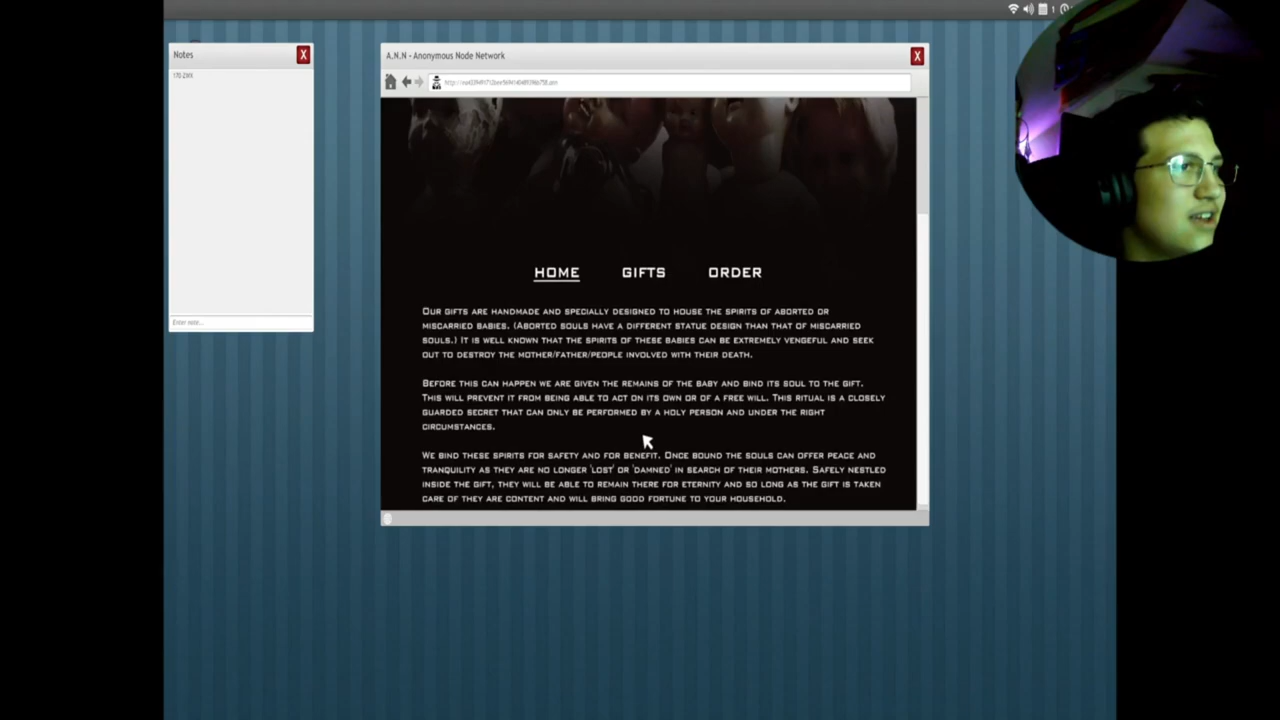 1
Notes
X
A.N.N - Anonymous Node Network
X
HOME
GIFTS
ORDER
OUR GIFTS ARE HANDMADE AND SPECIALLY DESIGNED TO HOUSE THE SPIRITS OF ABORTED OR
MISCARRIED BABIES. (ABORTED SOULS HAVE A DIFFERENT STATUE DESIGN THAN THAT OF MISCARRIED
SOULS.) IT IS WELL KNOWN THAT THE SPIRITS OF THESE BABIES CAN BE EXTREMELY VENGEFUL AND SEEK
OUT TO DESTROY THE MOTHER/FATHER/PEOPLE INVOLVED WITH THEIR DEATH.
BEFORE THIS CAN HAPPEN WE ARE GIVEN THE REMAINS OF THE BABY AND BIND ITS SOUL TO THE GIFT.
THIS WILL PREVENT IT FROM BEING ABLE TO ACT ON ITS OWN OR OF A FREE WILL. THIS RITUAL IS A CLOSELY
GUARDED SECRET THAT CAN ONLY BE PERFORMED BY A HOLY PERSON AND UNDER THE RIGHT
CIRCUMSTANCES.
WE BIND THESE SPIRITS FOR SAFETY AND FOR BENEFIT. ONCE BOUND THE SOULS CAN OFFER PEACE AND
TRANQUILITY AS THEY ARE NO LONGER 'LOST' OR 'DAMNED' IN SEARCH OF THEIR MOTHERS. SAFELY NESTLED
INSIDE THE GIFT, THEY WILL BE ABLE TO REMAIN THERE FOR ETERNITY AND SO LONG AS THE GIFT IS TAKEN
CARE OF THEY ARE CONTENT AND WILL BRING GOOD FORTUNE TO YOUR HOUSEHOLD.
Enter note...